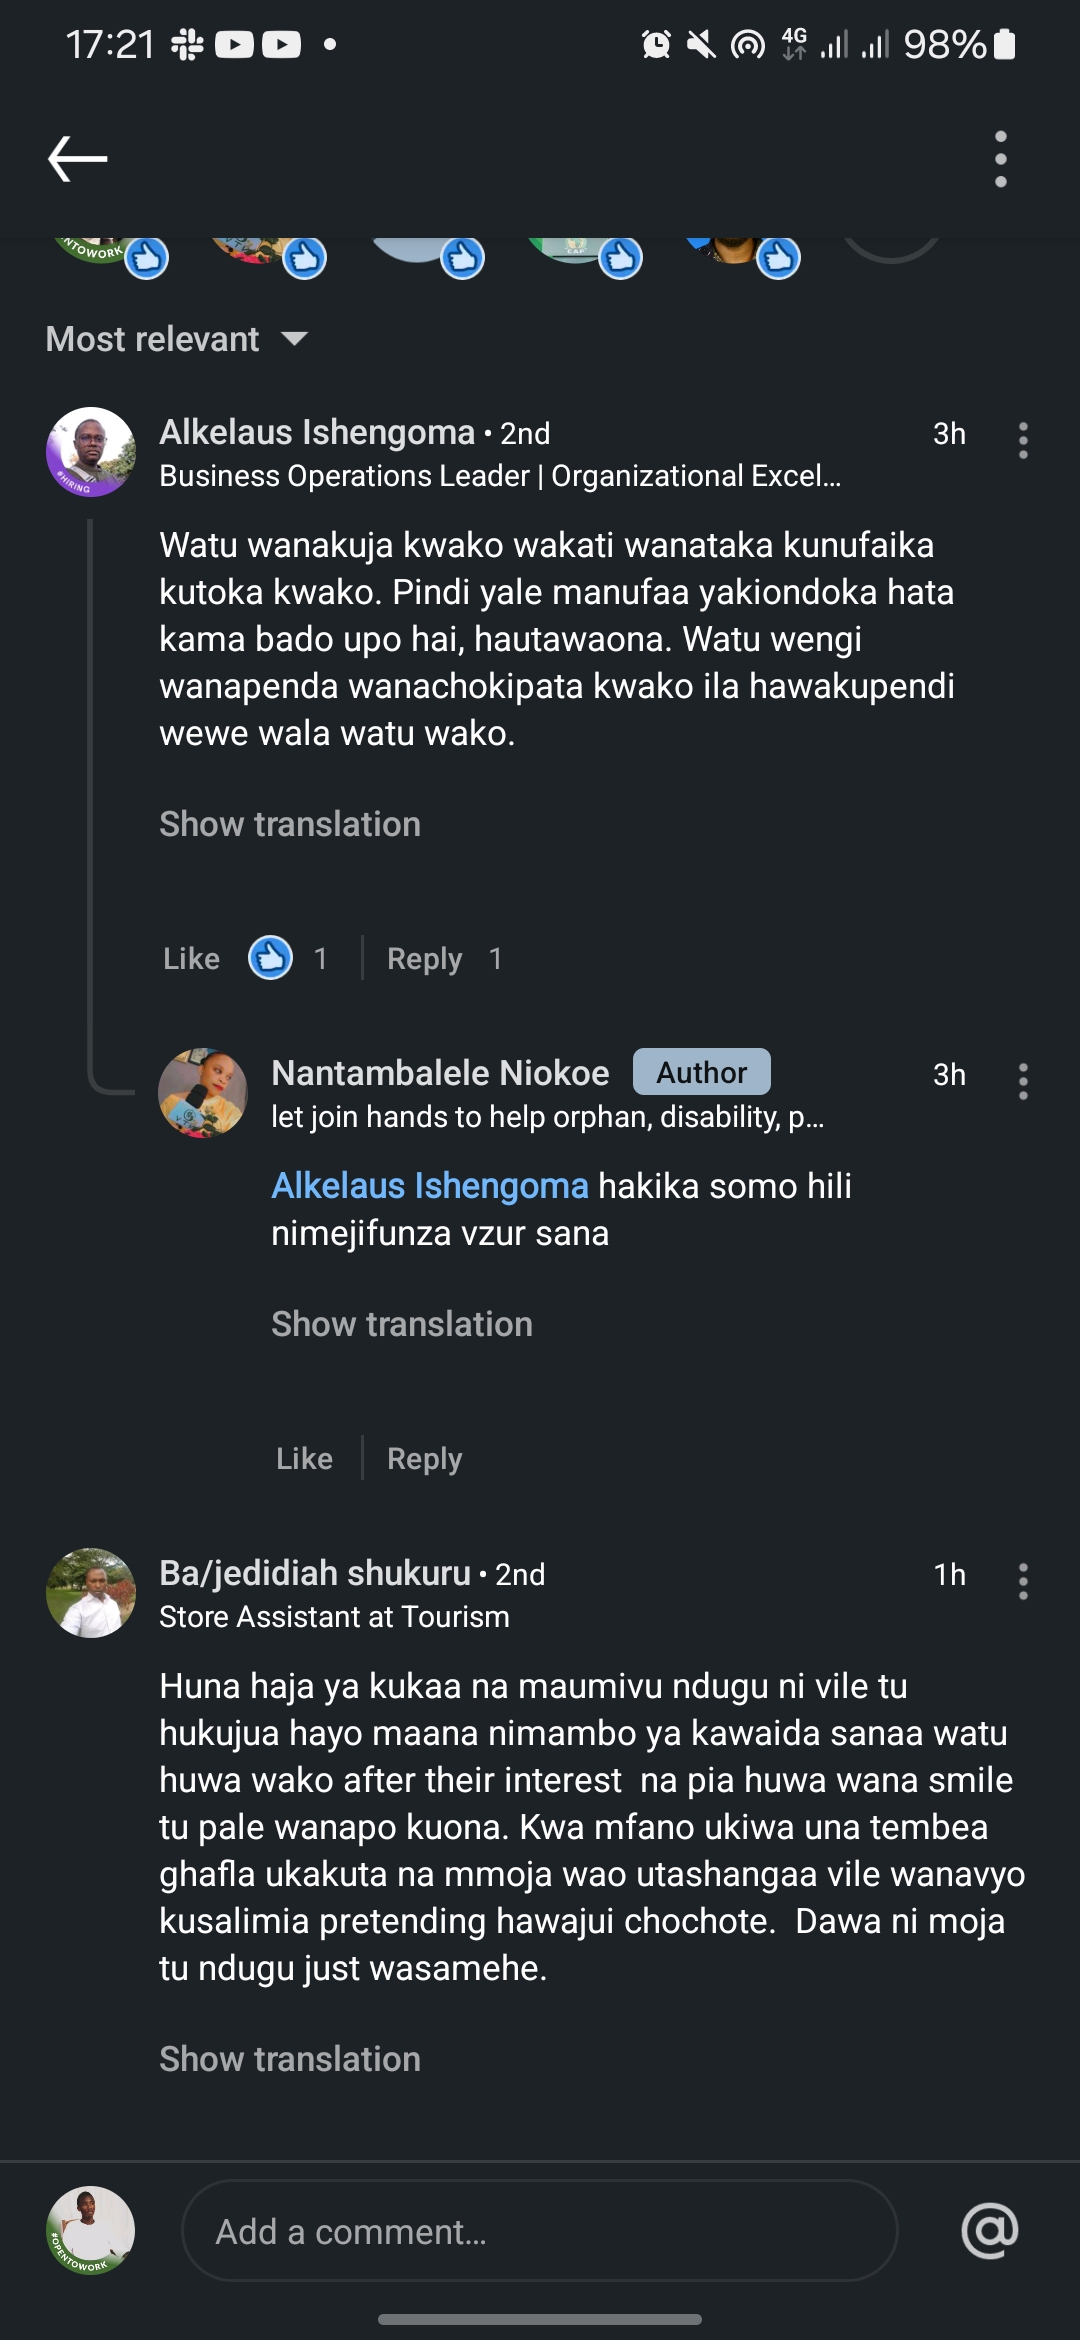 17:21
4G
98%
NTOWORK
CAF
Most relevant
Alkelaus Ishengoma • 2nd
3h
Business Operations Leader | Organizational Excel...
#HIRING
Watu wanakuja kwako wakati wanataka kunufaika
kutoka kwako. Pindi yale manufaa yakiondoka hata
kama bado upo hai, hautawaona. Watu wengi
wanapenda wanachokipata kwako ila hawakupendi
wewe wala watu wako.
Show translation
Like 1 | Reply 1
Nantambalele Niokoe Author
3h
let join hands to help orphan, disability, p...
Alkelaus Ishengoma hakika somo hili
nimejifunza vzur sana
Show translation
Like | Reply
Ba/jedidiah shukuru • 2nd
1h
Store Assistant at Tourism
Huna haja ya kukaa na maumivu ndugu ni vile tu
hukujua hayo maana nimambo ya kawaida sanaa watu
huwa wako after their interest  na pia huwa wana smile
tu pale wanapo kuona. Kwa mfano ukiwa una tembea
ghafla ukakuta na mmoja wao utashangaa vile wanavyo
kusalimia pretending hawajui chochote.  Dawa ni moja
tu ndugu just wasamehe.
Show translation
#OPENTOWORK
Add a comment...
@